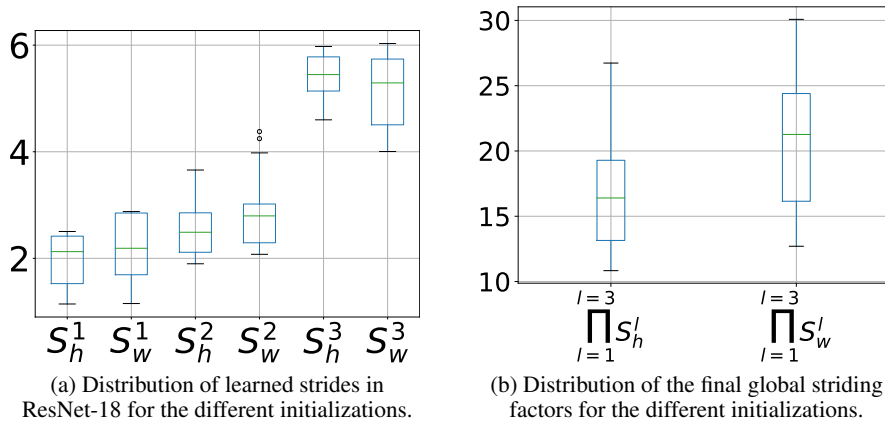 6
4
2
S_h^1 S_w^1 S_h^2 S_w^2 S_h^3 S_w^3
(a) Distribution of learned strides in
ResNet-18 for the different initializations.
30
25
20
15
10
l = 3 l = 3
∏ S_h^l ∏ S_w^l
l = 1 l = 1
(b) Distribution of the final global striding
factors for the different initializations.